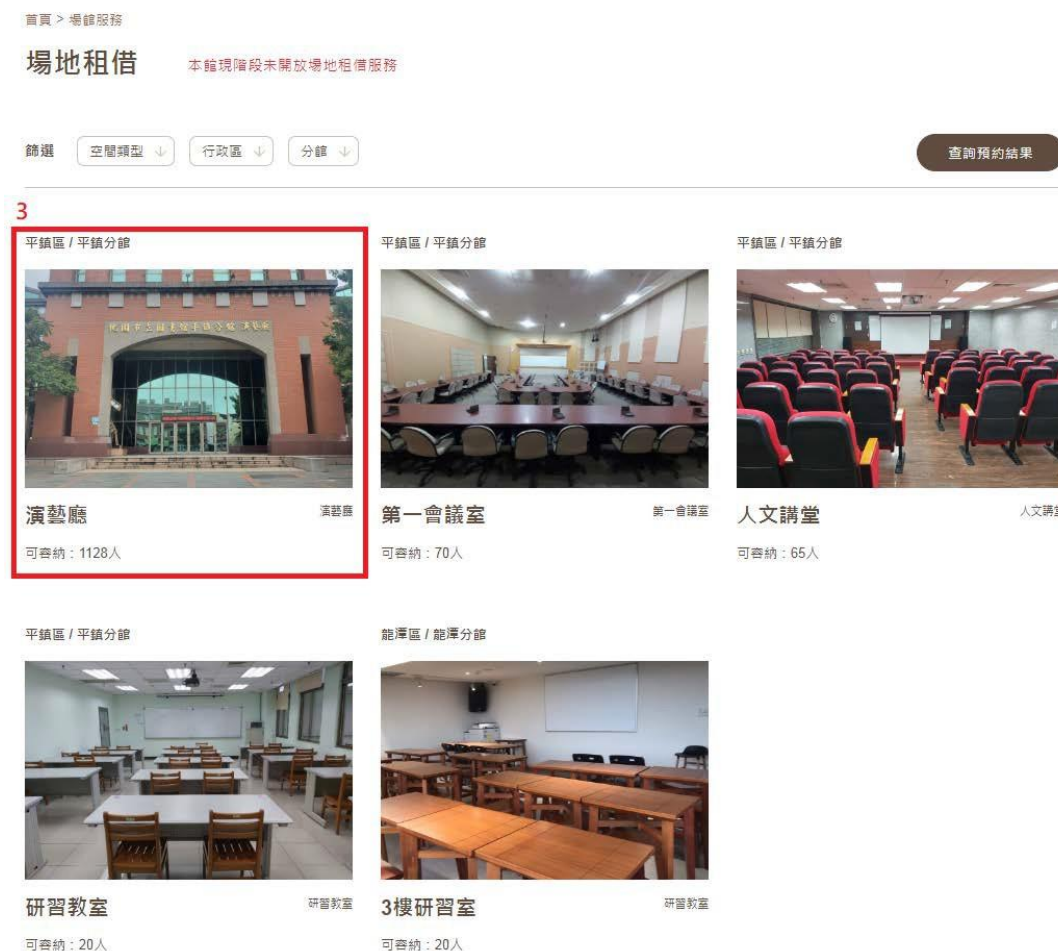 首頁 > 場館服務
場地租借
本館現階段未開放場地租借服務
篩選
空間類型 ↓
行政區 ↓
分館 ↓
查詢預約結果
3
平鎮區 / 平鎮分館
演藝廳
演藝廳
可容納：1128人
平鎮區 / 平鎮分館
第一會議室
第一會議室
可容納：70人
平鎮區 / 平鎮分館
人文講堂
人文講堂
可容納：65人
平鎮區 / 平鎮分館
研習教室
研習教室
可容納：20人
龍潭區 / 龍潭分館
3樓研習室
研習教室
可容納：20人